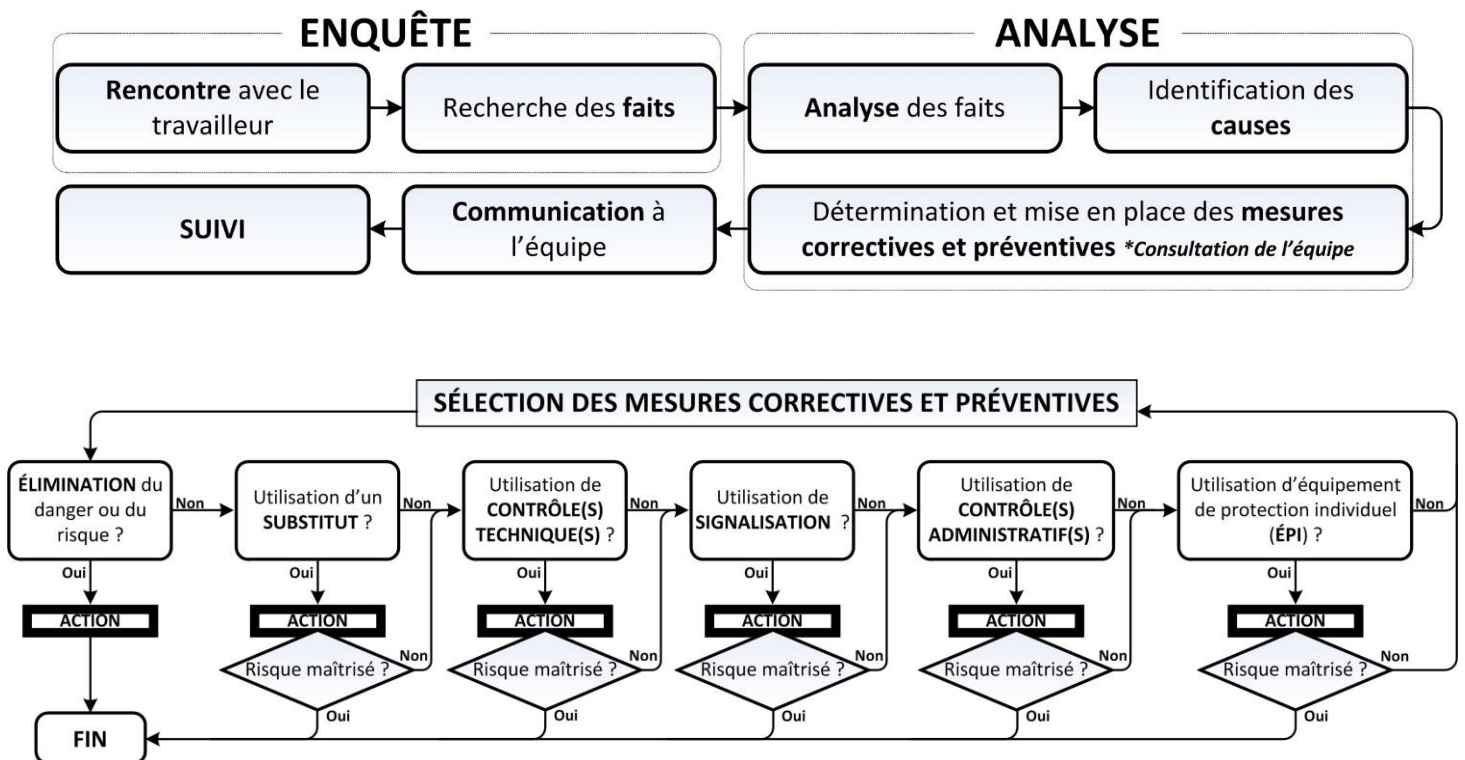 ENQUÊTE
ANALYSE
Rencontre avec le
travailleur
Recherche des faits
Analyse des faits
Identification des
causes
SUIVI
Communication à
l'équipe
Détermination et mise en place des mesures
correctives et préventives *Consultation de l'équipe
SÉLECTION DES MESURES CORRECTIVES ET PRÉVENTIVES
ÉLIMINATION du
danger ou du
risque ?
Non
Utilisation d'un
SUBSTITUT ?
Non
Utilisation de
CONTRÔLE(S)
TECHNIQUE(S) ?
Non
Utilisation de
SIGNALISATION ?
Non
Utilisation de
CONTRÔLE(S)
ADMINISTRATIF(S) ?
Non
Utilisation d'équipement
de protection individuel
(ÉPI) ?
Non
Oui
Oui
Oui
Oui
Oui
Oui
ACTION
ACTION
ACTION
ACTION
ACTION
ACTION
Risque maîtrisé ?
Non
Risque maîtrisé ?
Non
Risque maîtrisé ?
Non
Risque maîtrisé ?
Non
Risque maîtrisé ?
Non
Oui
Oui
Oui
Oui
Oui
FIN